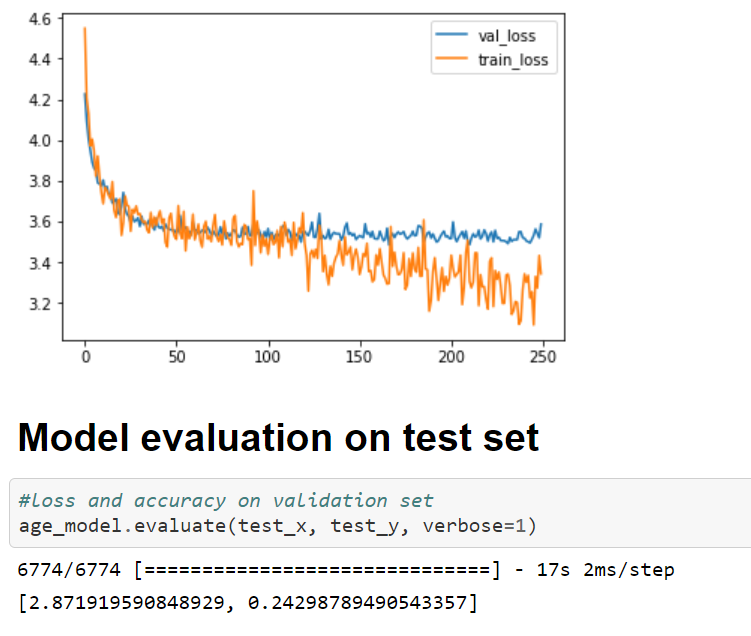 4.6
4.4
4.2
4.0
3.8
3.6
3.4
3.2
val_loss
train_loss
0 50 100 150 200 250
Model evaluation on test set
#loss and accuracy on validation set
age_model.evaluate(test_x, test_y, verbose=1)
6774/6774 [==============================] - 17s 2ms/step
[2.871919590848929, 0.24298789490543357]